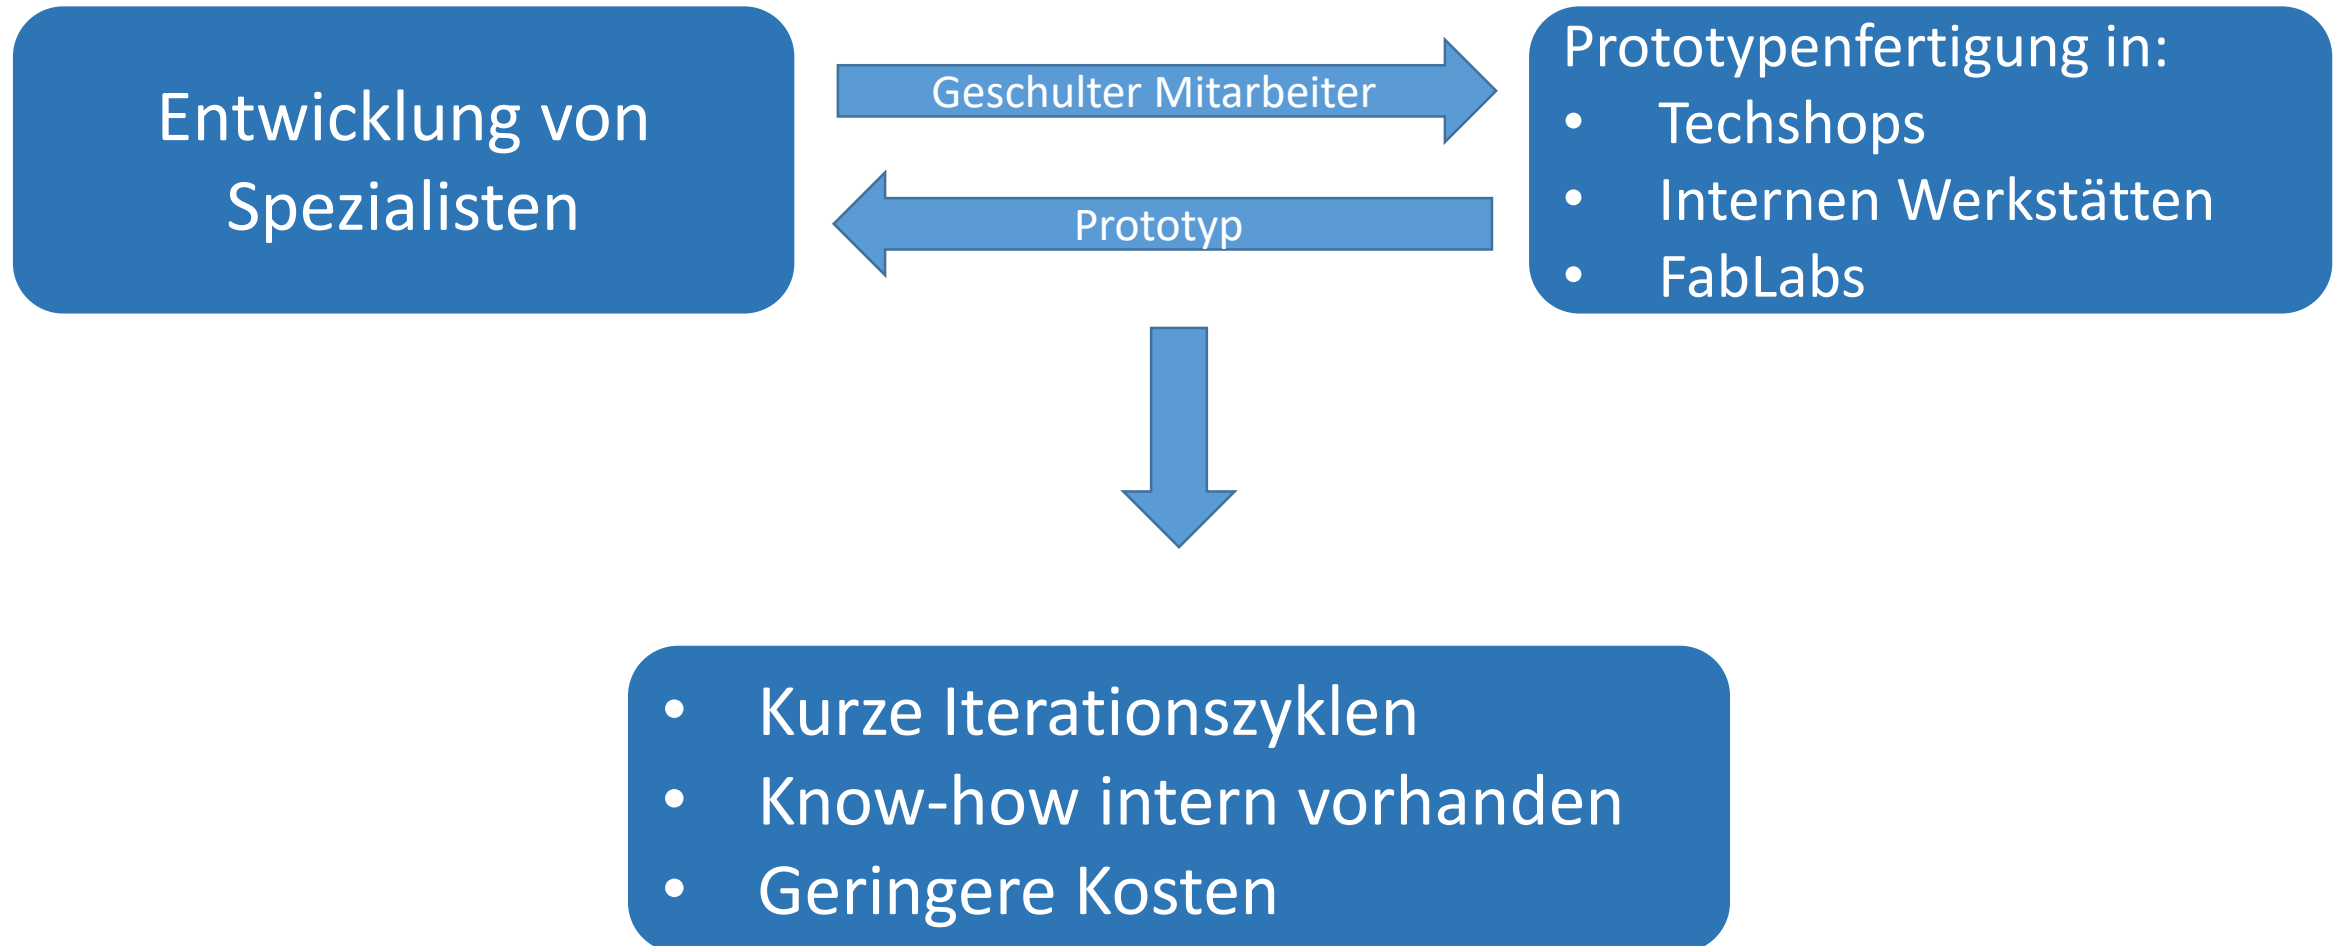 Entwicklung von
Spezialisten
Geschulter Mitarbeiter
Prototyp
Prototypenfertigung in:
• Techshops
• Internen Werkstätten
• FabLabs
• Kurze Iterationszyklen
• Know-how intern vorhanden
• Geringere Kosten